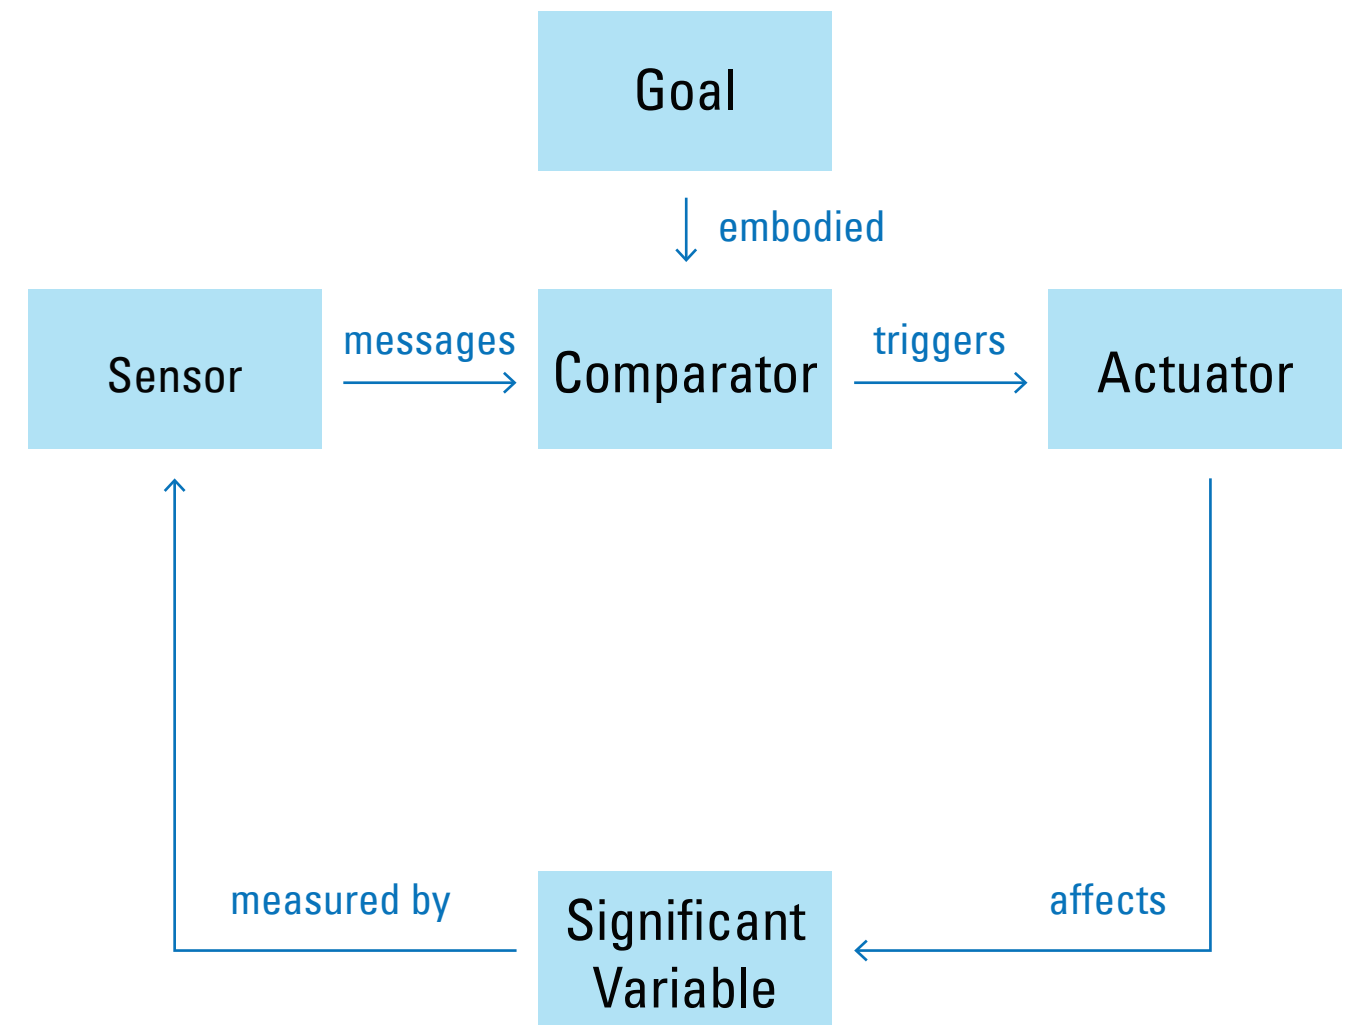 Goal
embodied
Sensor
messages
Comparator
triggers
Actuator
measured by
Significant
Variable
affects